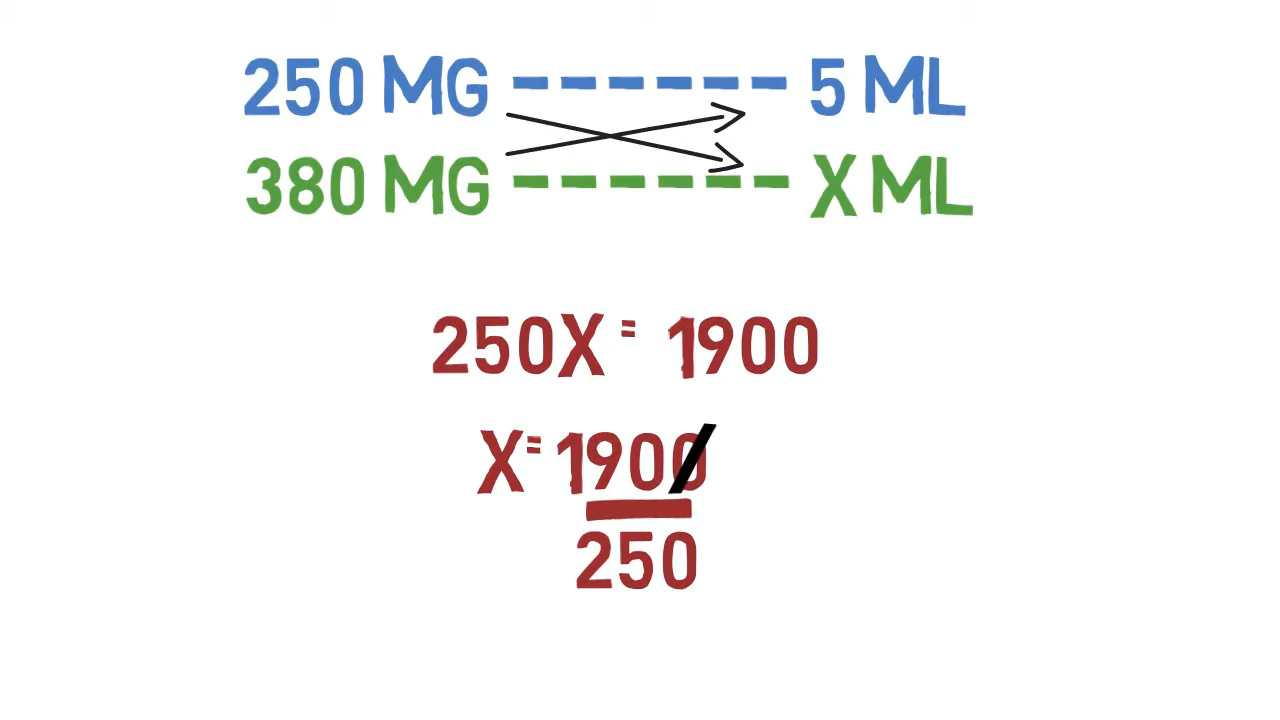 250 MG ------ 5 ML
380 MG ------ X ML
250X = 1900
X = 1900
250